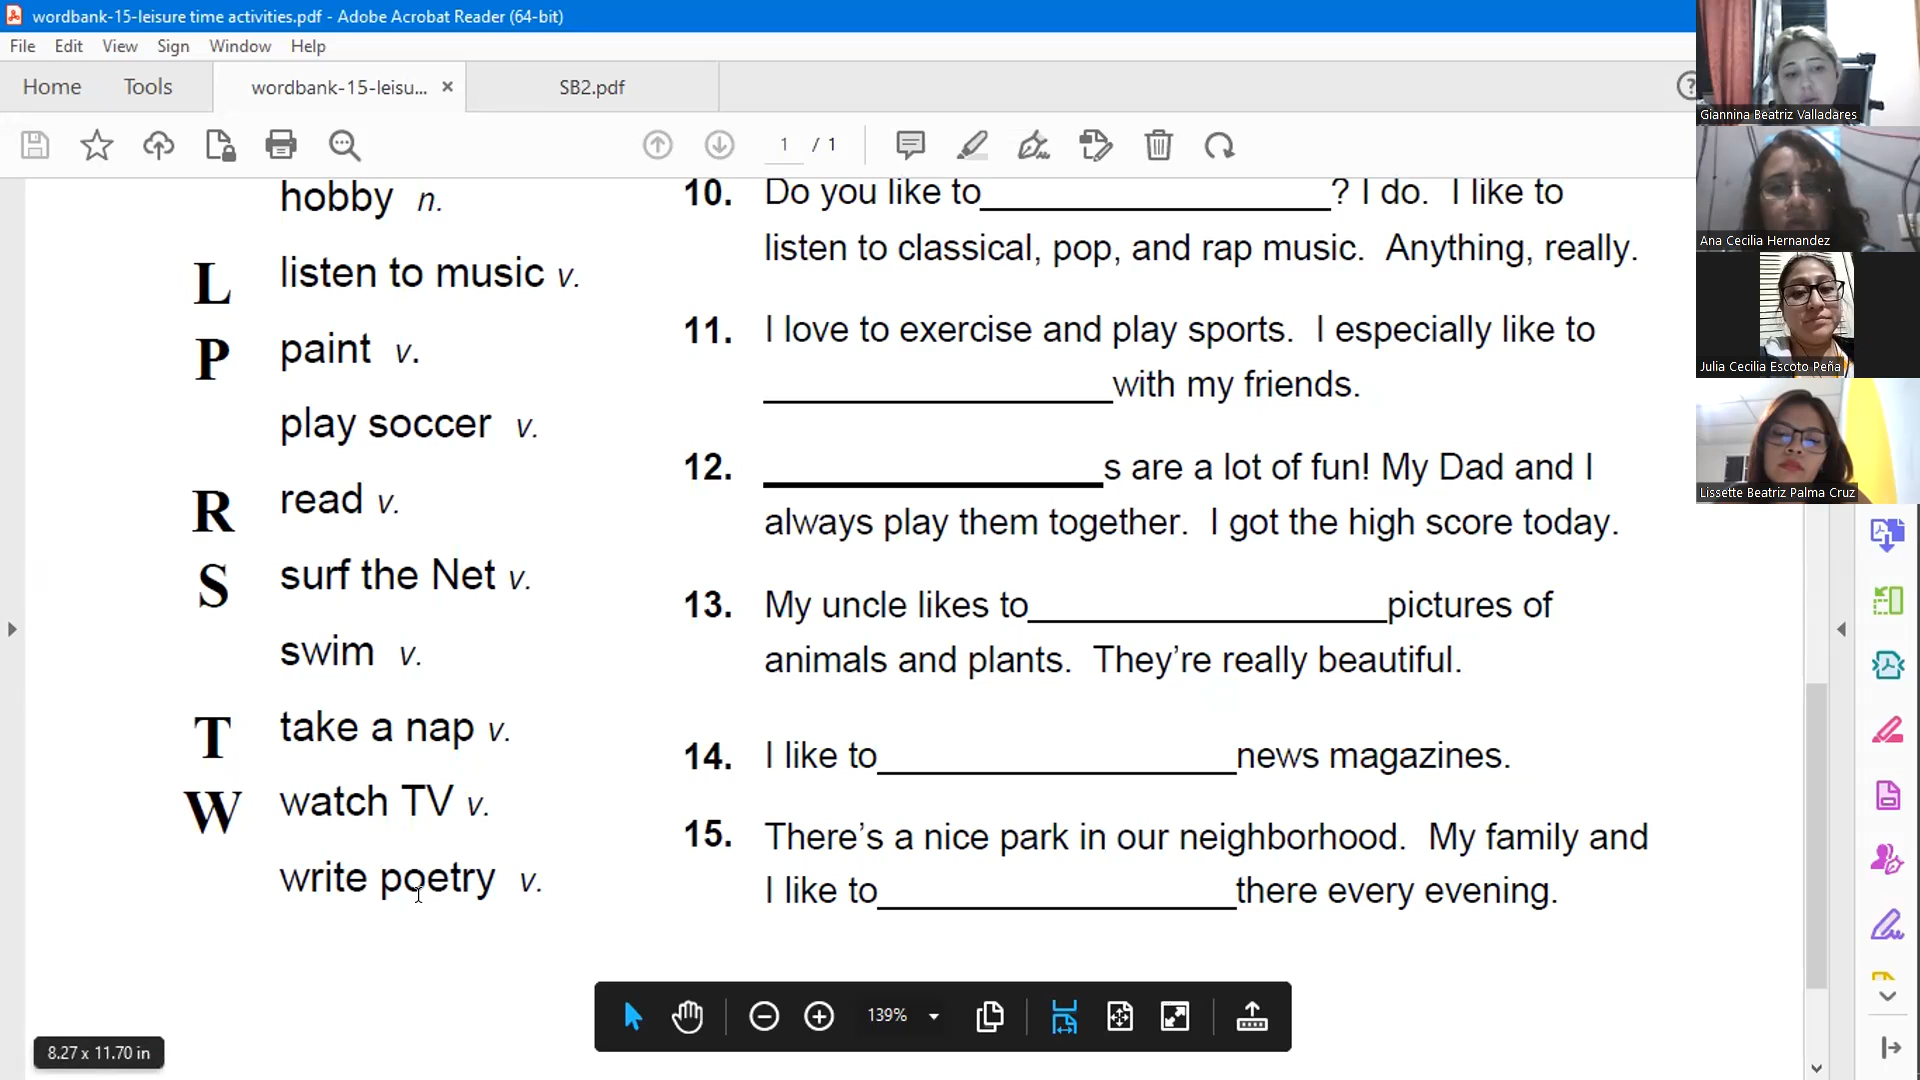 wordbank-15-leisure time activities.pdf - Adobe Acrobat Reader (64-bit)
File Edit View Sign Window Help
Home Tools wordbank-15-leisu... × SB2.pdf
1 / 1
hobby n.
L listen to music v.
P paint v.
play soccer v.
R read v.
S surf the Net v.
swim v.
T take a nap v.
W watch TV v.
write poetry v.
10. Do you like to____________________? I do. I like to
listen to classical, pop, and rap music. Anything, really.
11. I love to exercise and play sports. I especially like to
____________________with my friends.
12. ____________________s are a lot of fun! My Dad and I
always play them together. I got the high score today.
13. My uncle likes to____________________pictures of
animals and plants. They’re really beautiful.
14. I like to____________________news magazines.
15. There’s a nice park in our neighborhood. My family and
I like to____________________there every evening.
139%
8.27 x 11.70 in
Giannina Beatriz Valladares
Ana Cecilia Hernandez
Julia Cecilia Escoto Peña
Lissette Beatriz Palma Cruz